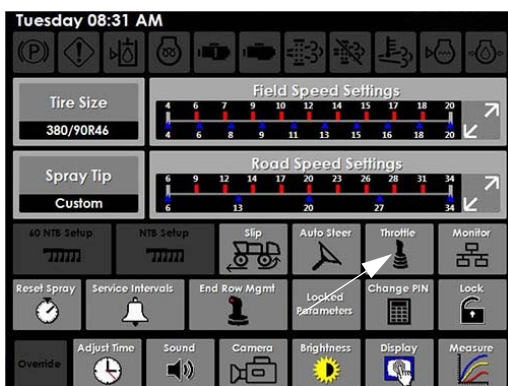 Tuesday 08:31 AM
(P)
Tire Size
380/90R46
Field Speed Settings
4 6 7 9 10 12 14 15 17 18 20
4 6 8 9 11 13 15 16 18 20
Spray Tip
Custom
Road Speed Settings
6 9 12 14 17 20 23 26 28 31 34
6 13 20 27 34
60 NTB Setup
NTB Setup
Slip
Auto Steer
Throttle
Monitor
Reset Spray
Service Intervals
End Row Mgmt
Locked
Parameters
Change PIN
Lock
Override
Adjust Time
Sound
Camera
Brightness
Display
Measure